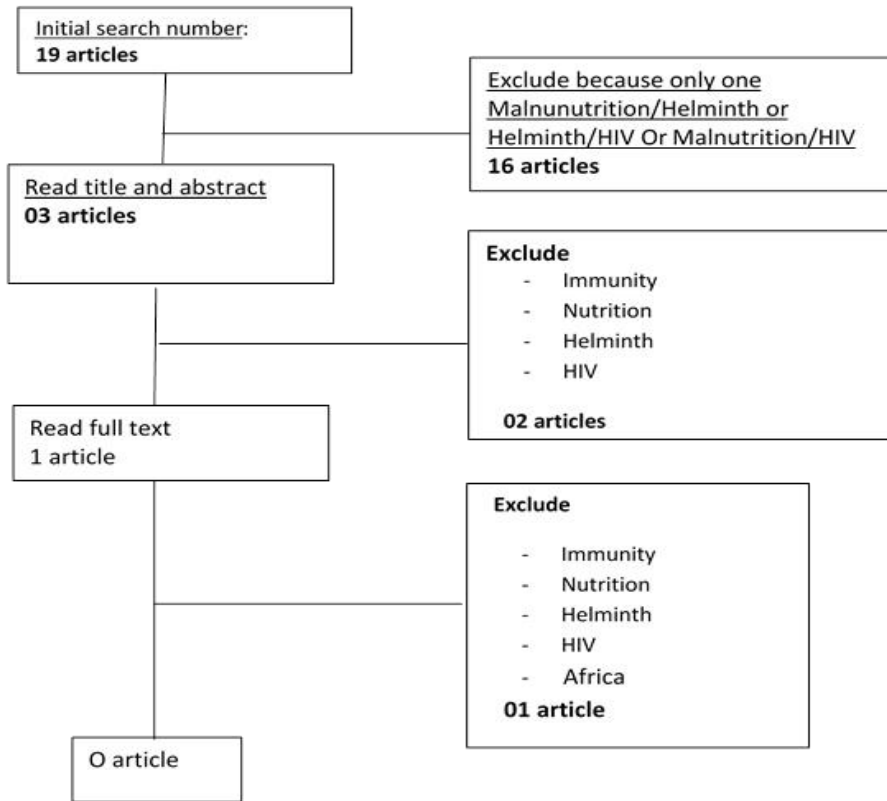 Initial search number:
19 articles
Exclude because only one
Malnunutrition/Helminth or
Helminth/HIV Or Malnutrition/HIV
16 articles
Read title and abstract
03 articles
Exclude
- Immunity
- Nutrition
- Helminth
- HIV
02 articles
Read full text
1 article
Exclude
- Immunity
- Nutrition
- Helminth
- HIV
- Africa
01 article
O article